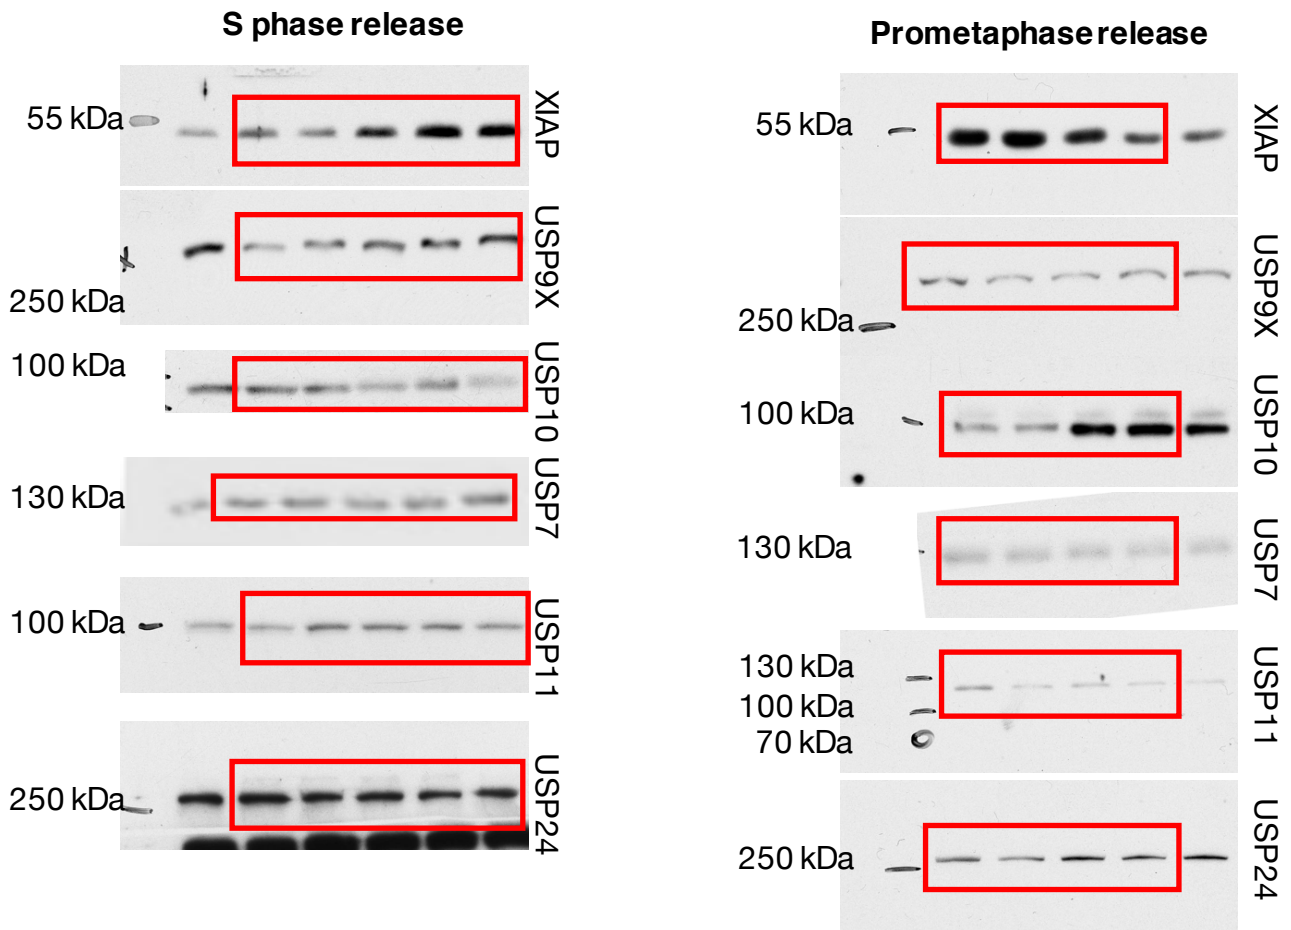 S phase release
55 kDa
XIAP
USP9X
250 kDa
100 kDa
USP10
130 kDa
USP7
100 kDa
USP11
250 kDa
USP24
Prometaphase release
55 kDa
XIAP
USP9X
250 kDa
100 kDa
USP10
130 kDa
USP7
130 kDa
100 kDa
70 kDa
USP11
250 kDa
USP24